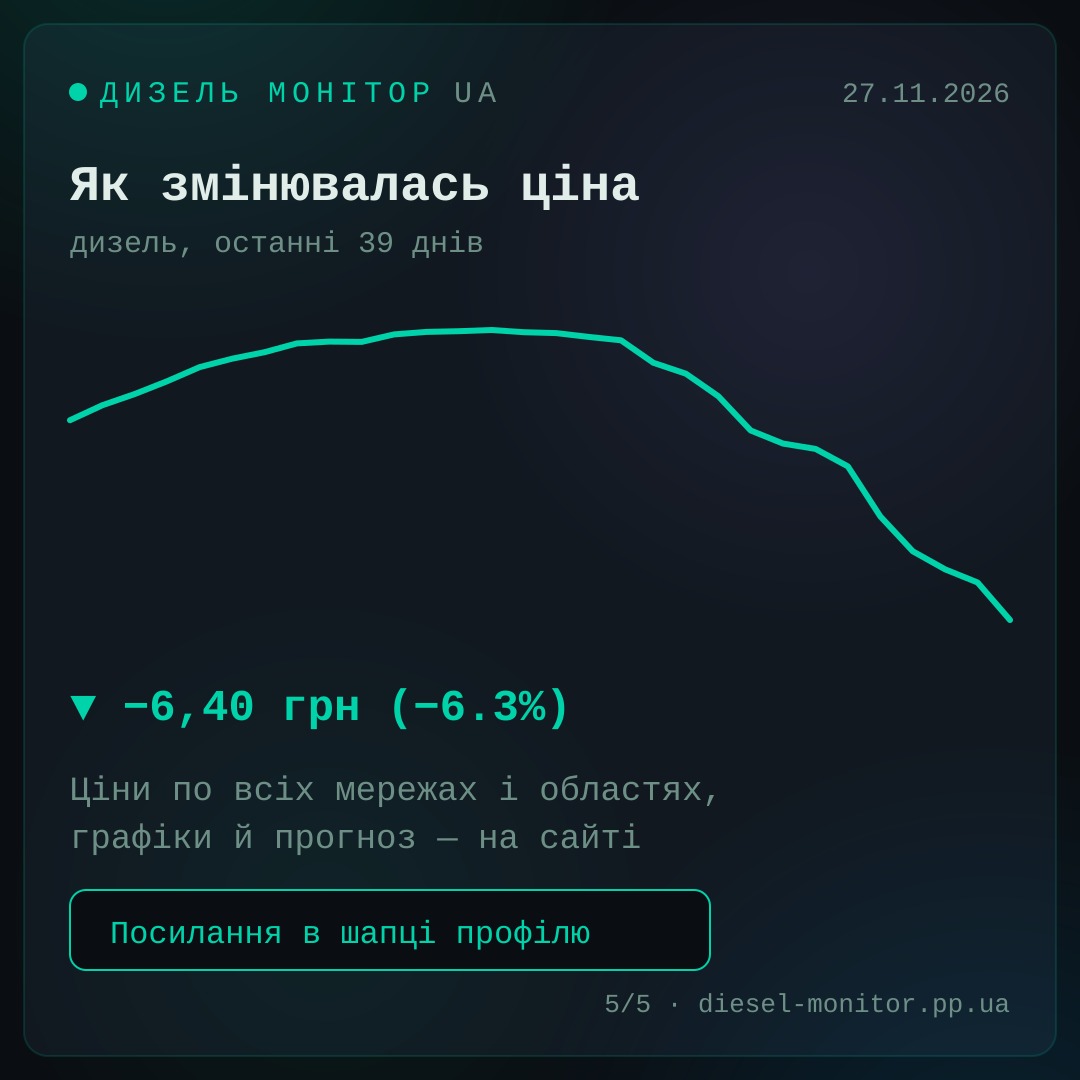 ДИЗЕЛЬ МОНІТОР UA
27.11.2026
Як змінювалась ціна
дизель, останні 39 днів
▼ −6,40 грн (−6.3%)
Ціни по всіх мережах і областях,
графіки й прогноз — на сайті
Посилання в шапці профілю
5/5 · diesel-monitor.pp.ua